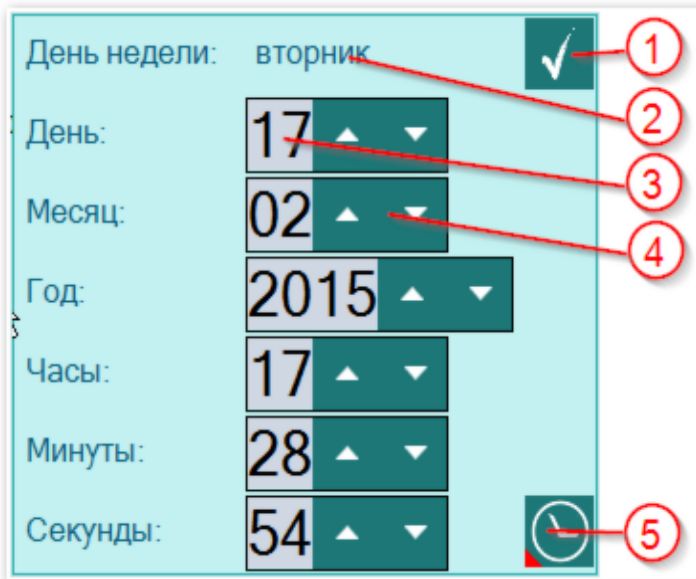 День недели: вторник 1
2
День: 17
3
Месяц: 02
4
Год: 2015
Часы: 17
Минуты: 28
Секунды: 54 5